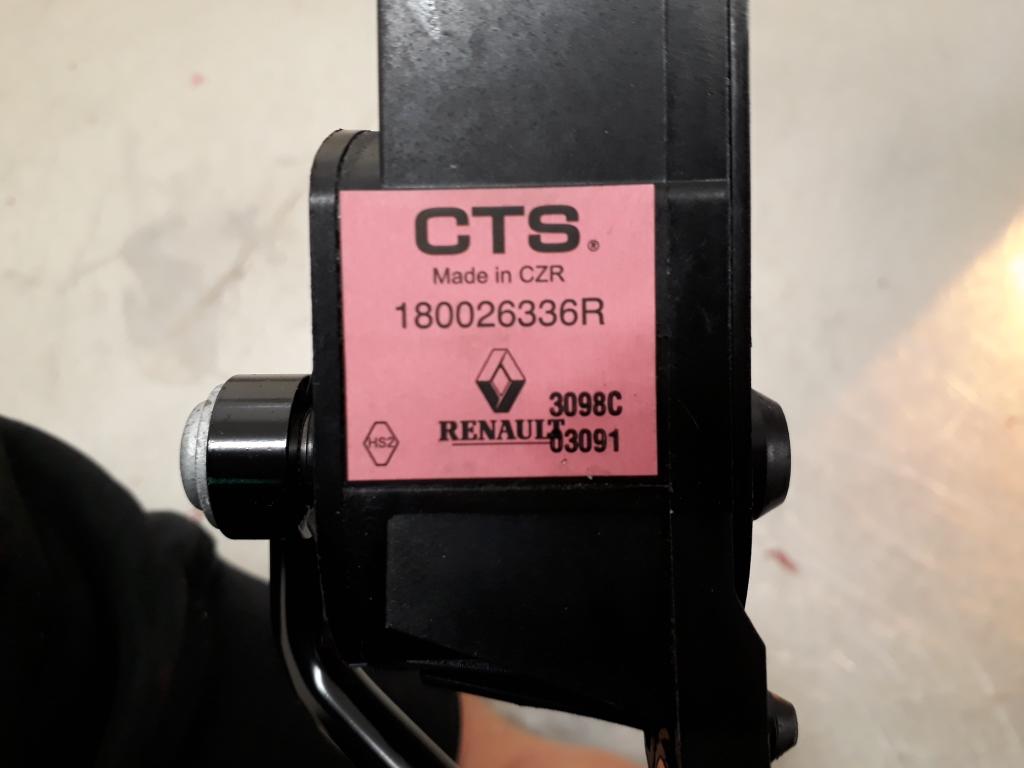 CTS®
Made in CZR
180026336R
3098C
RENAULT
03091
HSZ